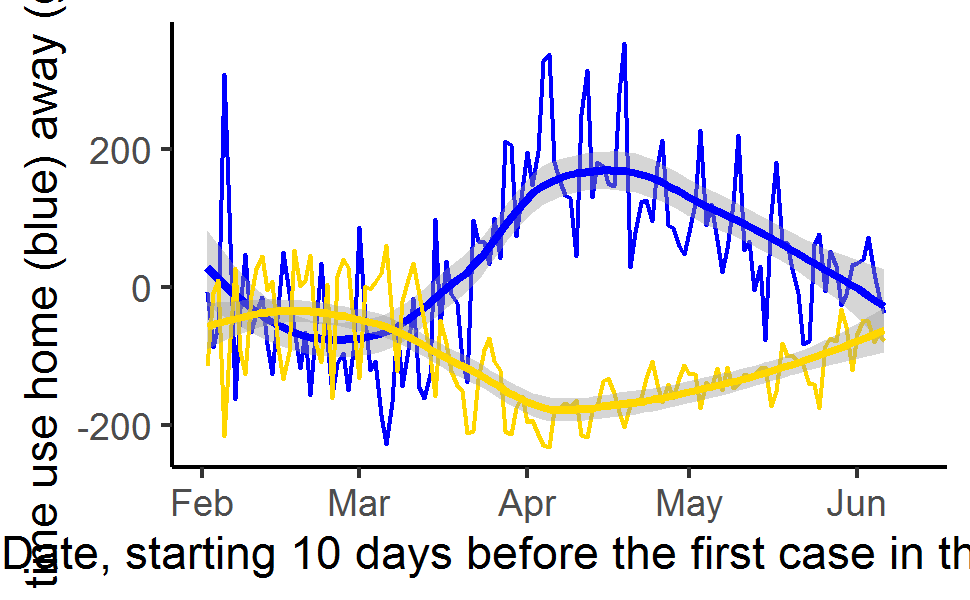 time use home (blue) away (
200
0
-200
Feb Mar Apr May Jun
Date, starting 10 days before the first case in th